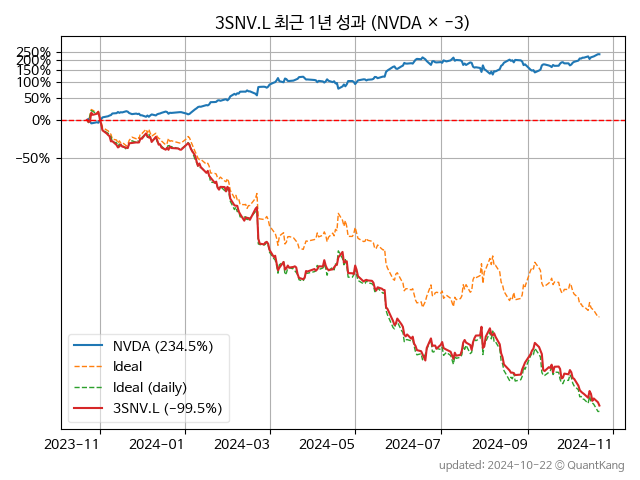 3SNV.L 최근 1년 성과 (NVDA × −3)
250%
200%
150%
100%
50%
0%
−50%
NVDA (234.5%)
Ideal
Ideal (daily)
3SNV.L (−99.5%)
2023-11
2024-01
2024-03
2024-05
2024-07
2024-09
2024-11
updated: 2024-10-22 © QuantKang